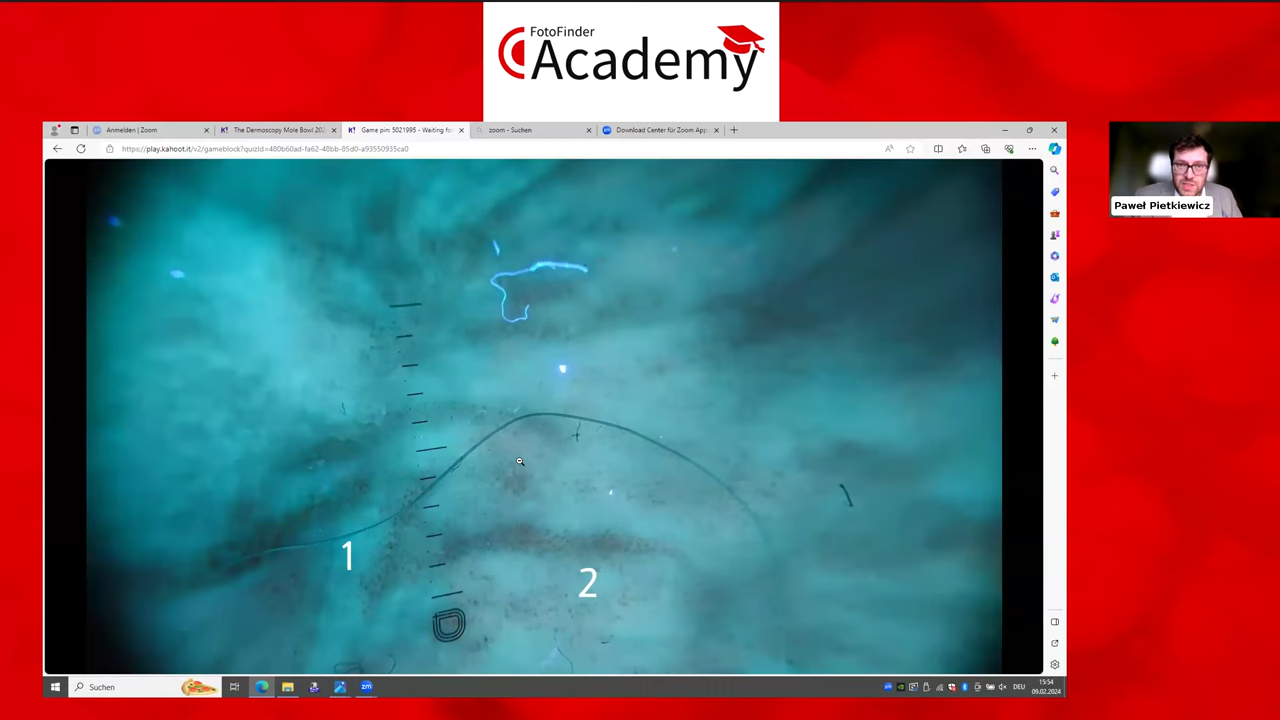 FotoFinder
Academy
Anmelden | Zoom
The Dermoscopy Mole Bowl 202
Game pin: 5021995 - Waiting fo
zoom - Suchen
Download Center für Zoom App
https://play.kahoot.it/v2/gameblock?quizId=480b60ad-fa62-48bb-85d0-a935509335ca0
Paweł Pietkiewicz
1
2
Suchen
DEU
15:54
09.02.2024